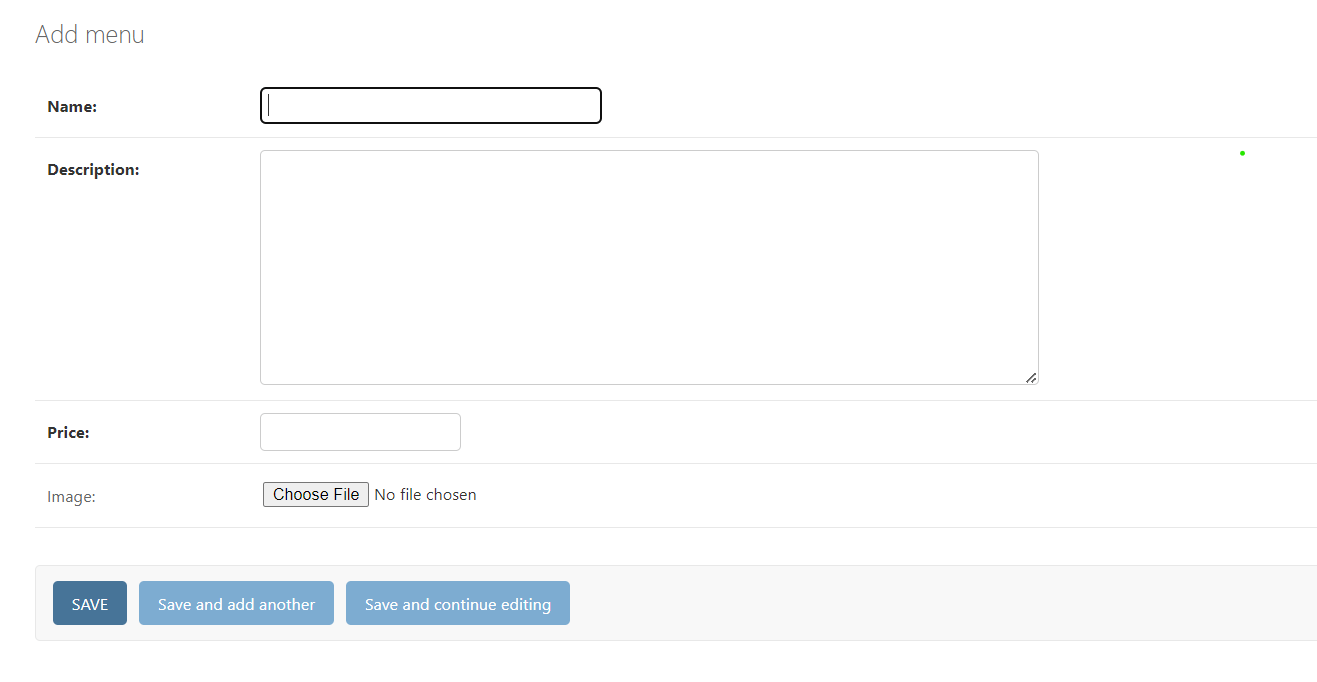 Add menu
Name:
Description:
Price:
Image:
Choose File No file chosen
SAVE
Save and add another
Save and continue editing